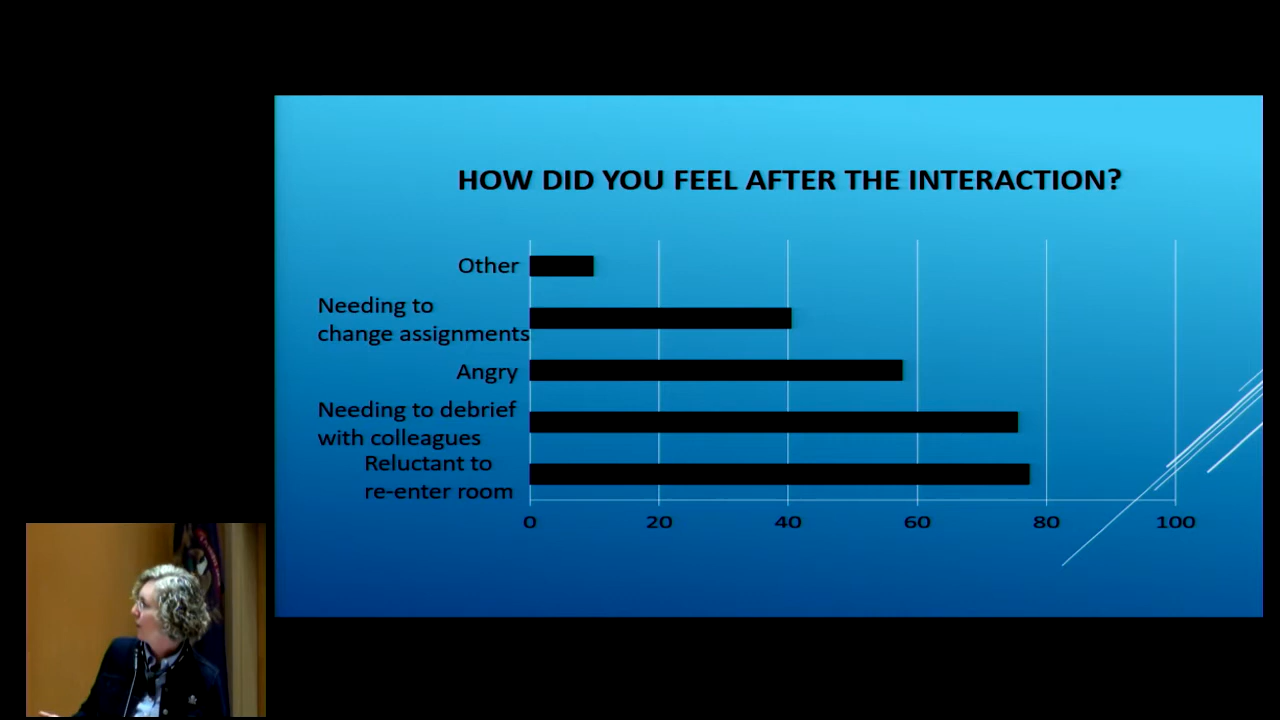 HOW DID YOU FEEL AFTER THE INTERACTION?
Other
Needing to
change assignments
Angry
Needing to debrief
with colleagues
Reluctant to
re-enter room
0 20 40 60 80 100